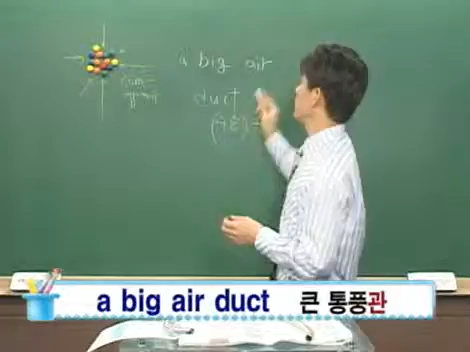 a big air
duct
a big air duct 큰 통풍관